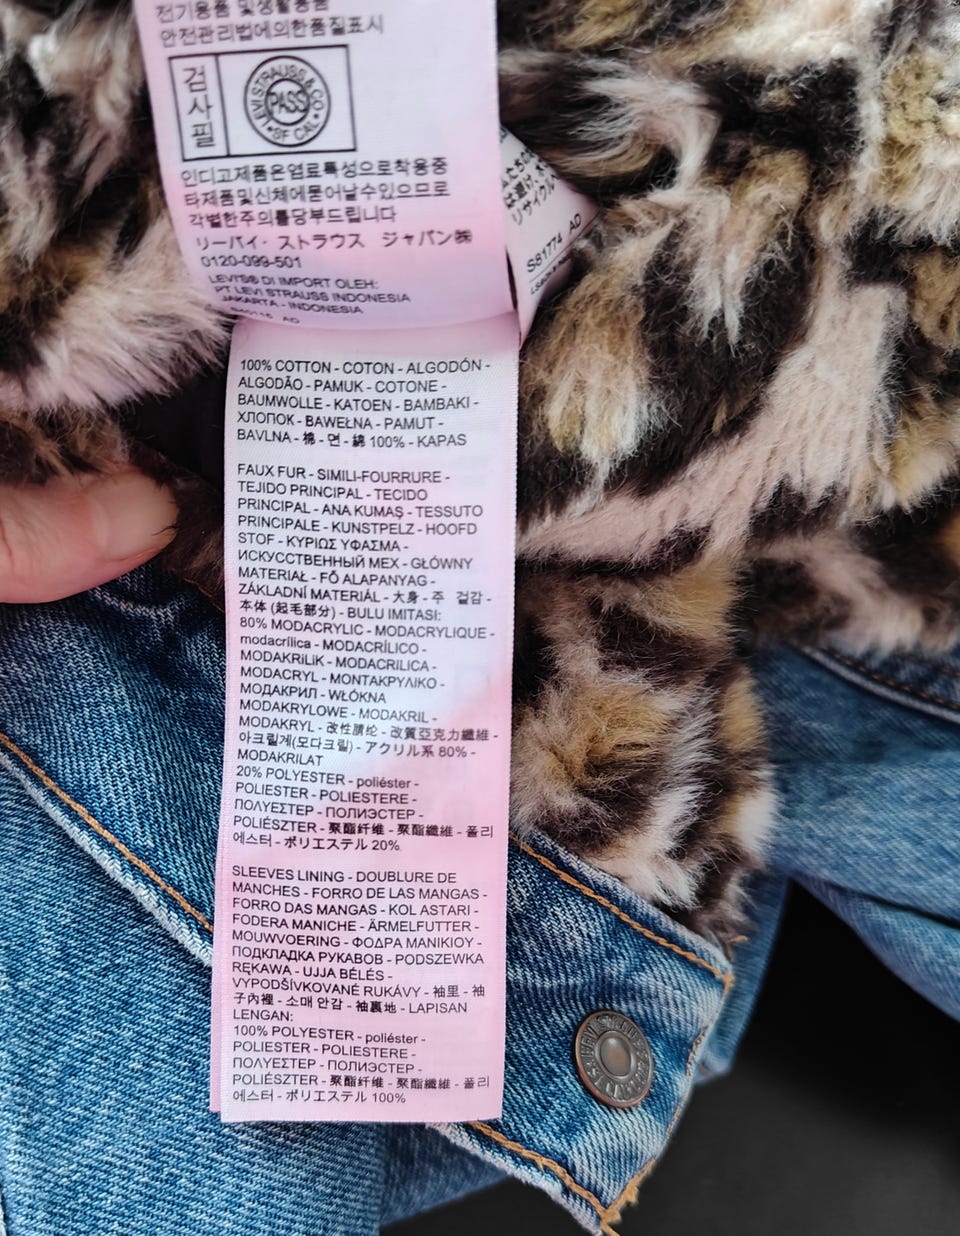 전기용품 및생활용품
안전관리법에의한품질표시
검
사
필
LEVI STRAUSS & CO
PASS
SF CAL
인디고제품은염료특성으로착용중
타제품및신체에묻어날수있으므로
각별한주의를당부드립니다
リーバイ・ストラウス ジャパン㈱
0120-099-501
LEVI'S® DI IMPORT OLEH:
PT LEVI STRAUSS INDONESIA
JAKARTA - INDONESIA
AD
リサイクル
S81774 AD
100% COTTON - COTON - ALGODÓN -
ALGODÃO - PAMUK - COTONE -
BAUMWOLLE - KATOEN - BAMBAKI -
ХЛОПОК - BAWEŁNA - PAMUT -
BAVLNA - 棉 - 면 - 綿 100% - KAPAS
FAUX FUR - SIMILI-FOURRURE -
TEJIDO PRINCIPAL - TECIDO
PRINCIPAL - ANA KUMAŞ - TESSUTO
PRINCIPALE - KUNSTPELZ - HOOFD
STOF - ΚΥΡΙΩΣ ΥΦΑΣΜΑ -
ИСКУССТВЕННЫЙ МЕХ - GŁÓWNY
MATERIAŁ - FŐ ALAPANYAG -
ZÁKLADNÍ MATERIÁL - 大身 - 주 겉감 -
本体 (起毛部分) - BULU IMITASI:
80% MODACRYLIC - MODACRYLIQUE -
modacrílica - MODACRÍLICO -
MODAKRİLİK - MODACRILICA -
MODACRYL - ΜΟΝΤΑΚΡΥΛΙΚΟ -
МОДАКРИЛ - WŁÓKNA
MODAKRYLOWE - MODAKRIL -
MODAKRYL - 改性腈纶 - 改質亞克力纖維 -
아크릴계(모다크릴) - アクリル系 80% -
MODAKRILAT
20% POLYESTER - poliéster -
POLIESTER - POLIESTERE -
ΠΟΛΥΕΣΤΕΡ - ПОЛИЭСТЕР -
POLIÉSZTER - 聚酯纤维 - 聚酯纖維 - 폴리
에스터 - ポリエステル 20%
SLEEVES LINING - DOUBLURE DE
MANCHES - FORRO DE LAS MANGAS -
FORRO DAS MANGAS - KOL ASTARI -
FODERA MANICHE - ÄRMELFUTTER -
MOUWVOERING - ΦΟΔΡΑ ΜΑΝΙΚΙΟΥ -
ПОДКЛАДКА РУКАВОВ - PODSZEWKA
RĘKAWA - UJJA BÉLÉS -
VYPODŠÍVKOVANÉ RUKÁVY - 袖里 - 袖
子內裡 - 소매 안감 - 袖裏地 - LAPISAN
LENGAN:
100% POLYESTER - poliéster -
POLIESTER - POLIESTERE -
ΠΟΛΥΕΣΤΕΡ - ПОЛИЭСТЕР -
POLIÉSZTER - 聚酯纤维 - 聚酯纖維 - 폴리
에스터 - ポリエステル 100%